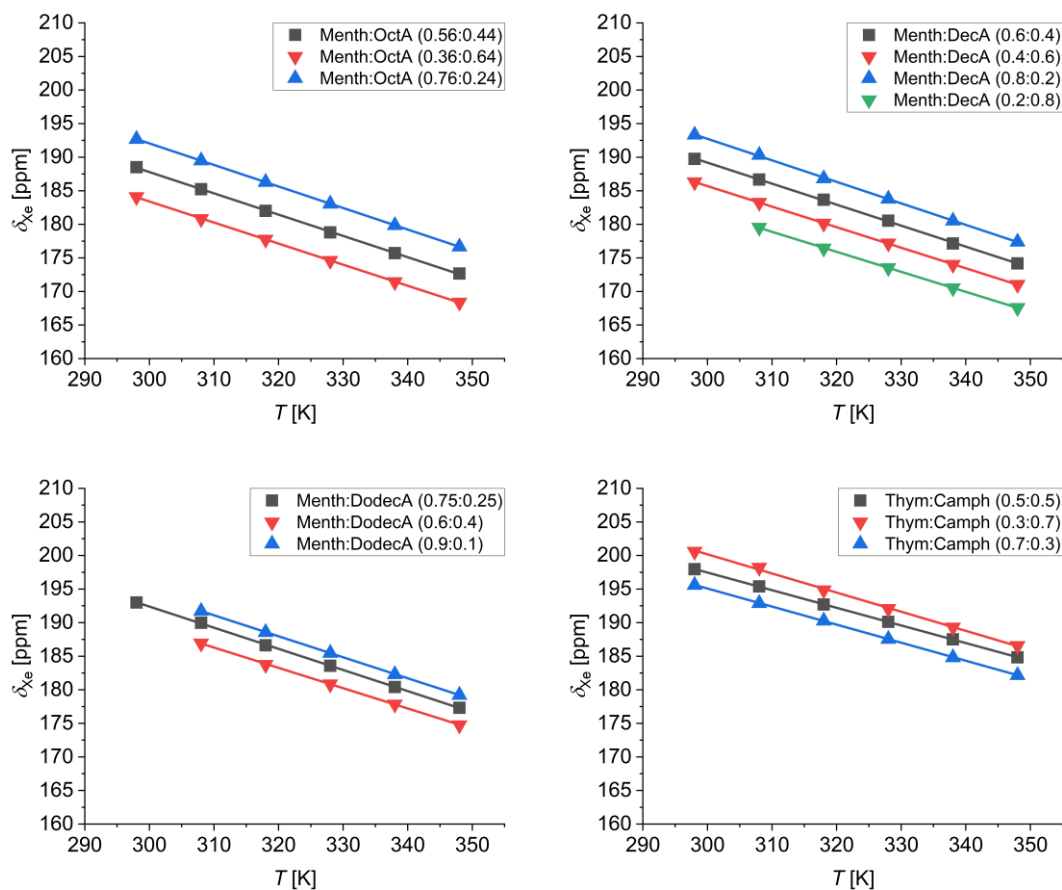 210
205
200
195
190
185
180
175
170
165
160
δXe [ppm]
Menth:OctA (0.56:0.44)
Menth:OctA (0.36:0.64)
Menth:OctA (0.76:0.24)
290 300 310 320 330 340 350
T [K]
210
205
200
195
190
185
180
175
170
165
160
δXe [ppm]
Menth:DecA (0.6:0.4)
Menth:DecA (0.4:0.6)
Menth:DecA (0.8:0.2)
Menth:DecA (0.2:0.8)
290 300 310 320 330 340 350
T [K]
210
205
200
195
190
185
180
175
170
165
160
δXe [ppm]
Menth:DodecA (0.75:0.25)
Menth:DodecA (0.6:0.4)
Menth:DodecA (0.9:0.1)
290 300 310 320 330 340 350
T [K]
210
205
200
195
190
185
180
175
170
165
160
δXe [ppm]
Thym:Camph (0.5:0.5)
Thym:Camph (0.3:0.7)
Thym:Camph (0.7:0.3)
290 300 310 320 330 340 350
T [K]